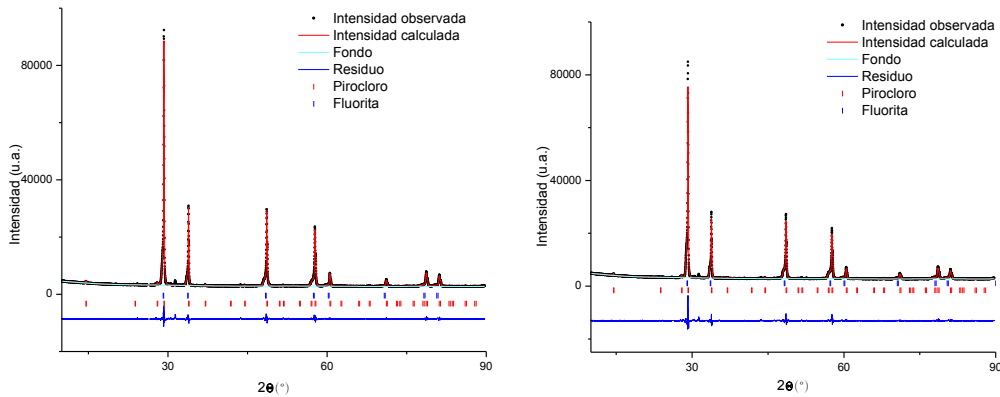 Intensidad observada
Intensidad calculada
Fondo
Residuo
Pirocloro
Fluorita
80000
40000
0
Intensidad (u.a.)
30
60
90
2θ(°)
Intensidad observada
Intensidad calculada
Fondo
Residuo
Pirocloro
Fluorita
80000
40000
0
Intensidad (u.a.)
30
60
90
2θ(°)